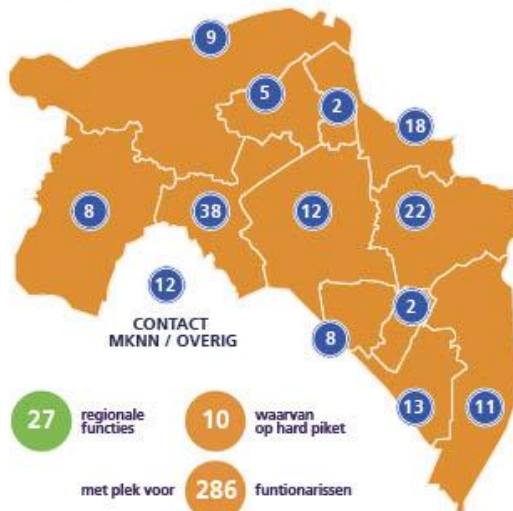 9
5
2
18
8
38
12
22
12
CONTACT
MKNN / OVERIG
2
8
13
11
27 regionale functies
10 waarvan op hard piket
met plek voor 286 funtionarissen